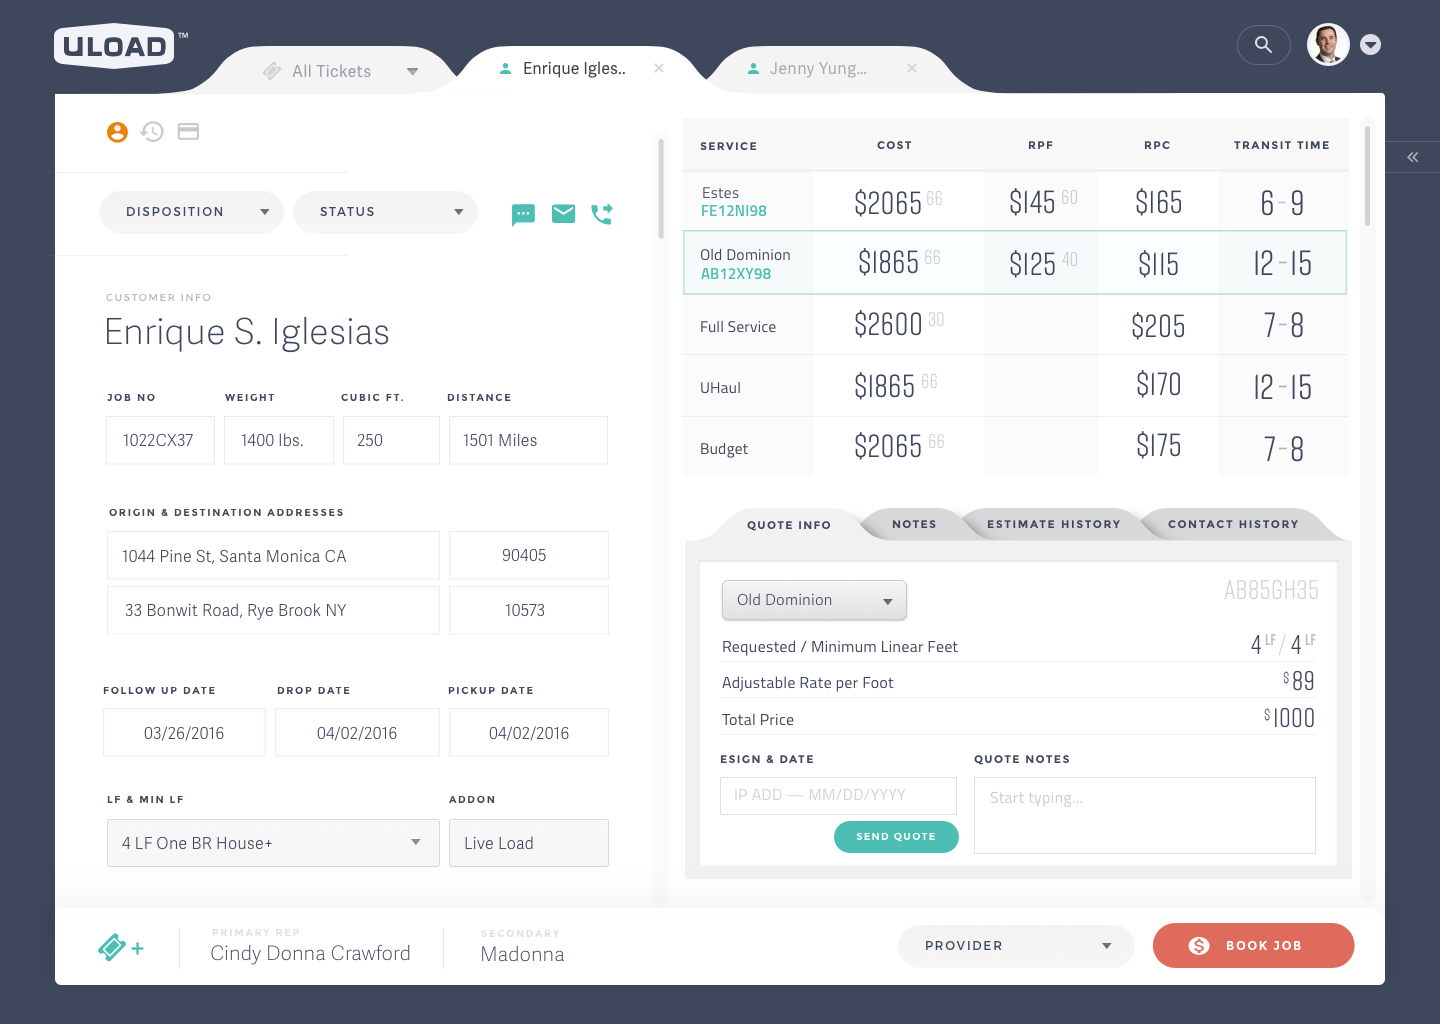 ULOAD ™
All Tickets
Enrique Igles..
Jenny Yung...
DISPOSITION
STATUS
CUSTOMER INFO
Enrique S. Iglesias
JOB NO WEIGHT CUBIC FT. DISTANCE
1022CX37 1400 lbs. 250 1501 Miles
ORIGIN & DESTINATION ADDRESSES
1044 Pine St, Santa Monica CA 90405
33 Bonwit Road, Rye Brook NY 10573
FOLLOW UP DATE DROP DATE PICKUP DATE
03/26/2016 04/02/2016 04/02/2016
LF & MIN LF ADDON
4 LF One BR House+ Live Load
SERVICE COST RPF RPC TRANSIT TIME
Estes $2065 66 $145 60 $165 6-9
FE12NI98
Old Dominion $1865 66 $125 40 $115 12-15
AB12XY98
Full Service $2600 30 $205 7-8
UHaul $1865 66 $170 12-15
Budget $2065 66 $175 7-8
QUOTE INFO NOTES ESTIMATE HISTORY CONTACT HISTORY
Old Dominion AB85GH35
Requested / Minimum Linear Feet 4 LF / 4 LF
Adjustable Rate per Foot $89
Total Price $1000
ESIGN & DATE QUOTE NOTES
IP ADD — MM/DD/YYYY Start typing...
SEND QUOTE
PRIMARY REP SECONDARY
Cindy Donna Crawford Madonna
PROVIDER
BOOK JOB